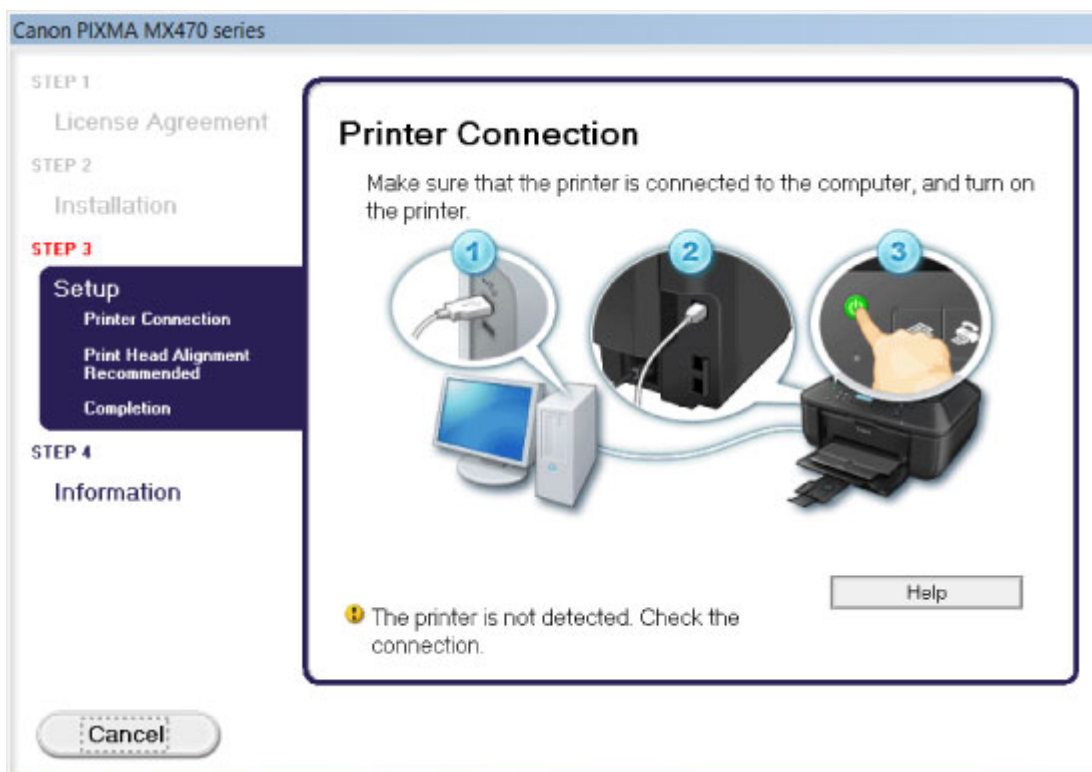 Canon PIXMA MX470 series
STEP 1
License Agreement
STEP 2
Installation
STEP 3
Setup
Printer Connection
Print Head Alignment
Recommended
Completion
STEP 4
Information
Printer Connection
Make sure that the printer is connected to the computer, and turn on
the printer.
1
2
3
Help
The printer is not detected. Check the
connection.
Cancel